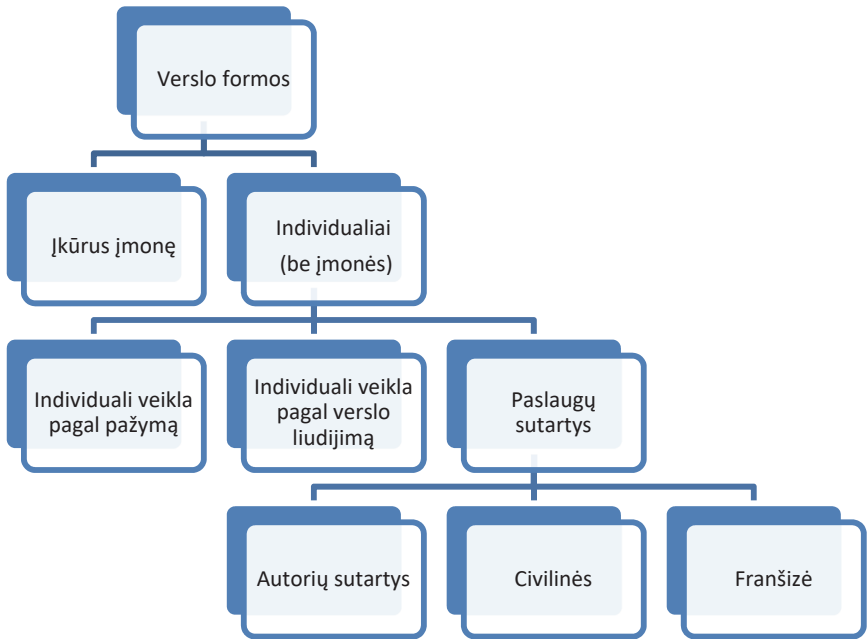 Verslo formos
Įkūrus įmonę
Individualiai
(be įmonės)
Individuali veikla
pagal pažymą
Individuali veikla
pagal verslo
liudijimą
Paslaugų
sutartys
Autorių sutartys
Civilinės
Franšizė